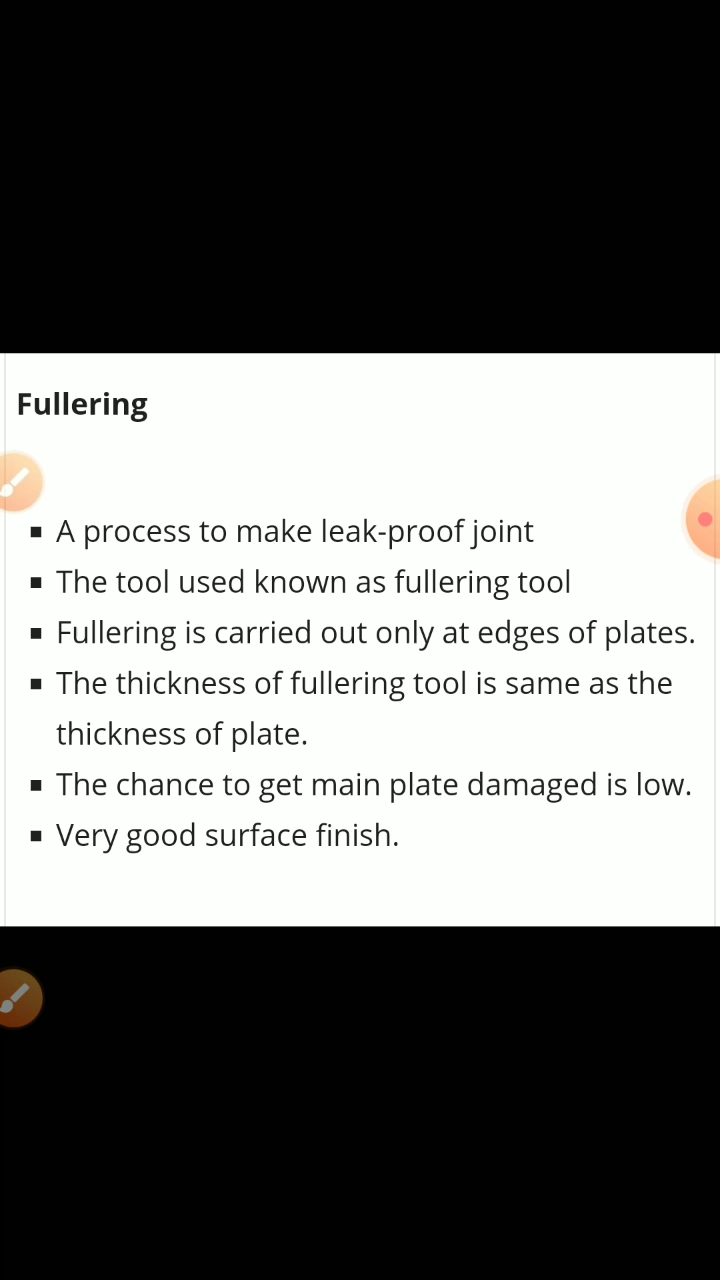 Fullering
▪ A process to make leak-proof joint
▪ The tool used known as fullering tool
▪ Fullering is carried out only at edges of plates.
▪ The thickness of fullering tool is same as the
thickness of plate.
▪ The chance to get main plate damaged is low.
▪ Very good surface finish.